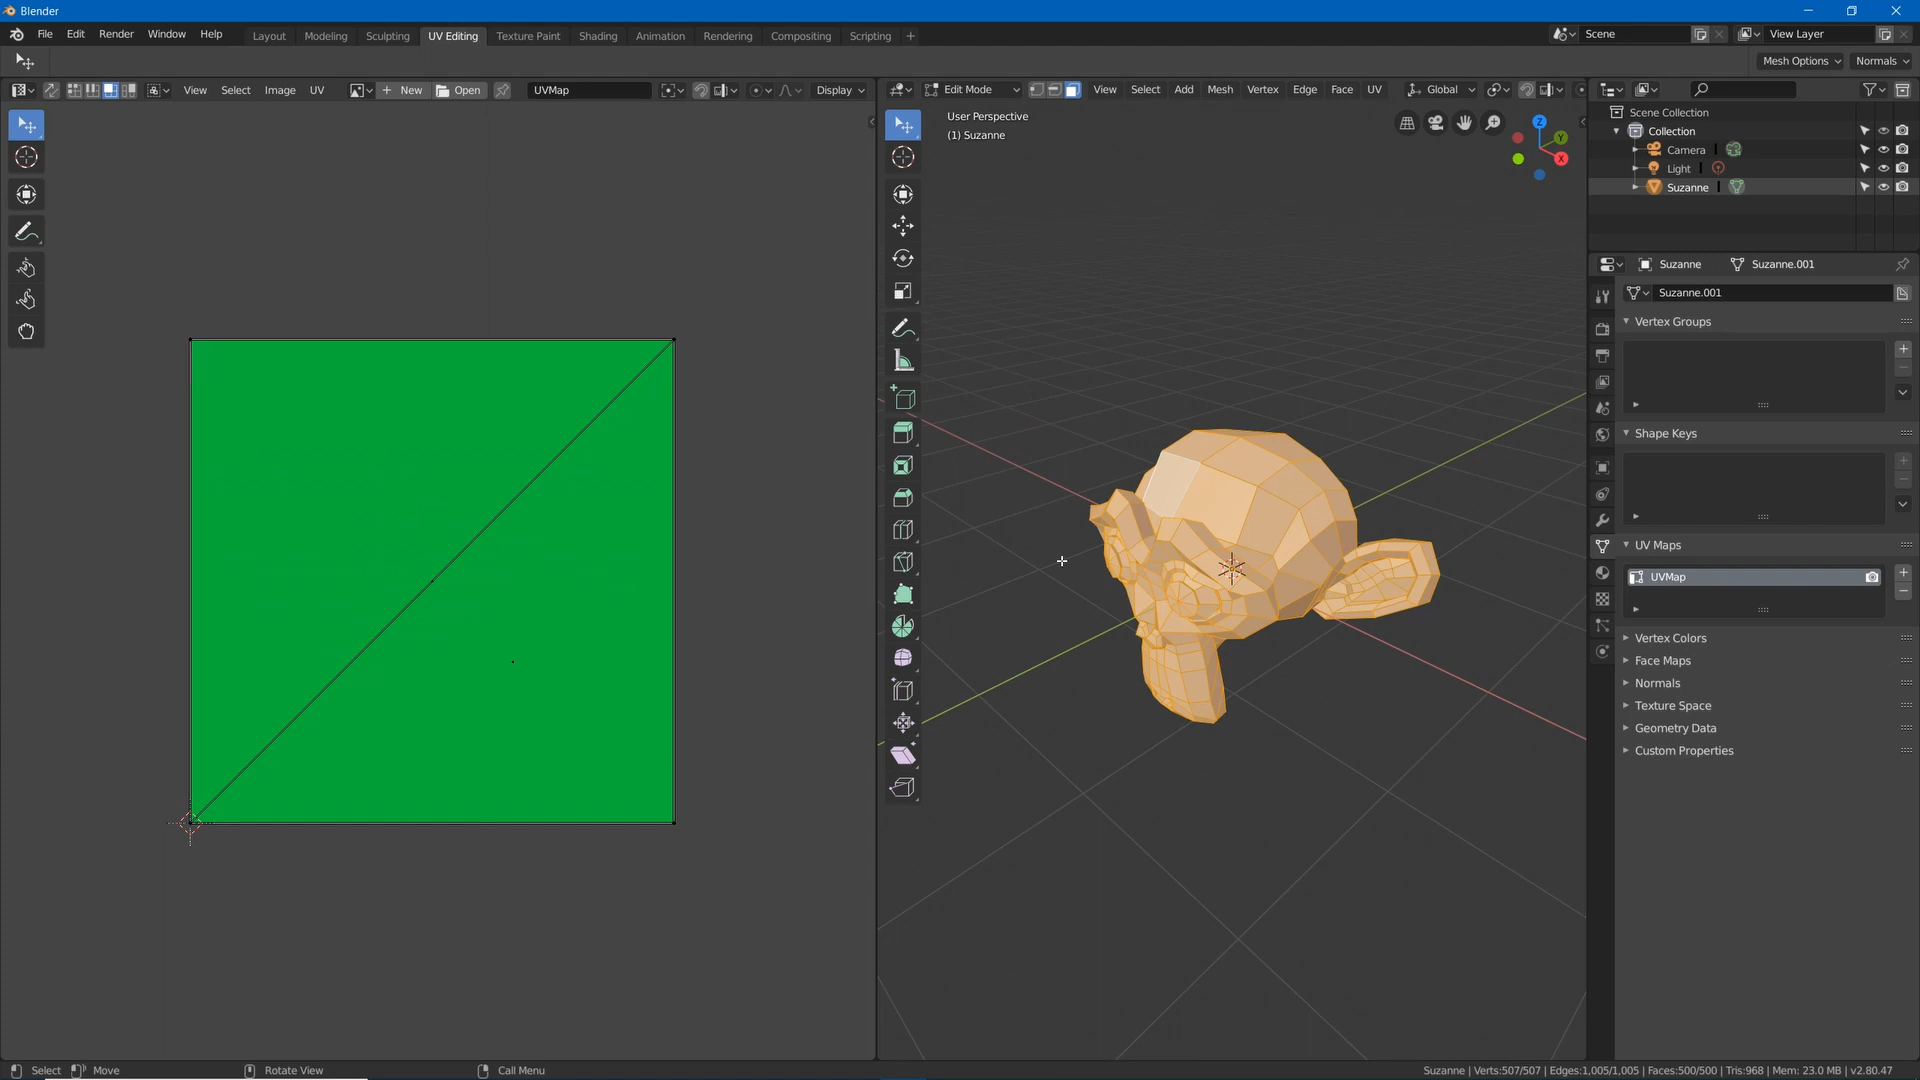 Blender
File Edit Render Window Help Layout Modeling Sculpting UV Editing Texture Paint Shading Animation Rendering Compositing Scripting + Scene View Layer
Mesh Options Normals
View Select Image UV + New Open UVMap Display Edit Mode View Select Add Mesh Vertex Edge Face UV Global
User Perspective
(1) Suzanne
Z
Y
X
Scene Collection
Collection
Camera
Light
Suzanne
Suzanne Suzanne.001
Suzanne.001
Vertex Groups
Shape Keys
UV Maps
UVMap
Vertex Colors
Face Maps
Normals
Texture Space
Geometry Data
Custom Properties
Select Move Rotate View Call Menu Suzanne | Verts:507/507 | Edges:1,005/1,005 | Faces:500/500 | Tris:968 | Mem: 23.0 MB | v2.80.47